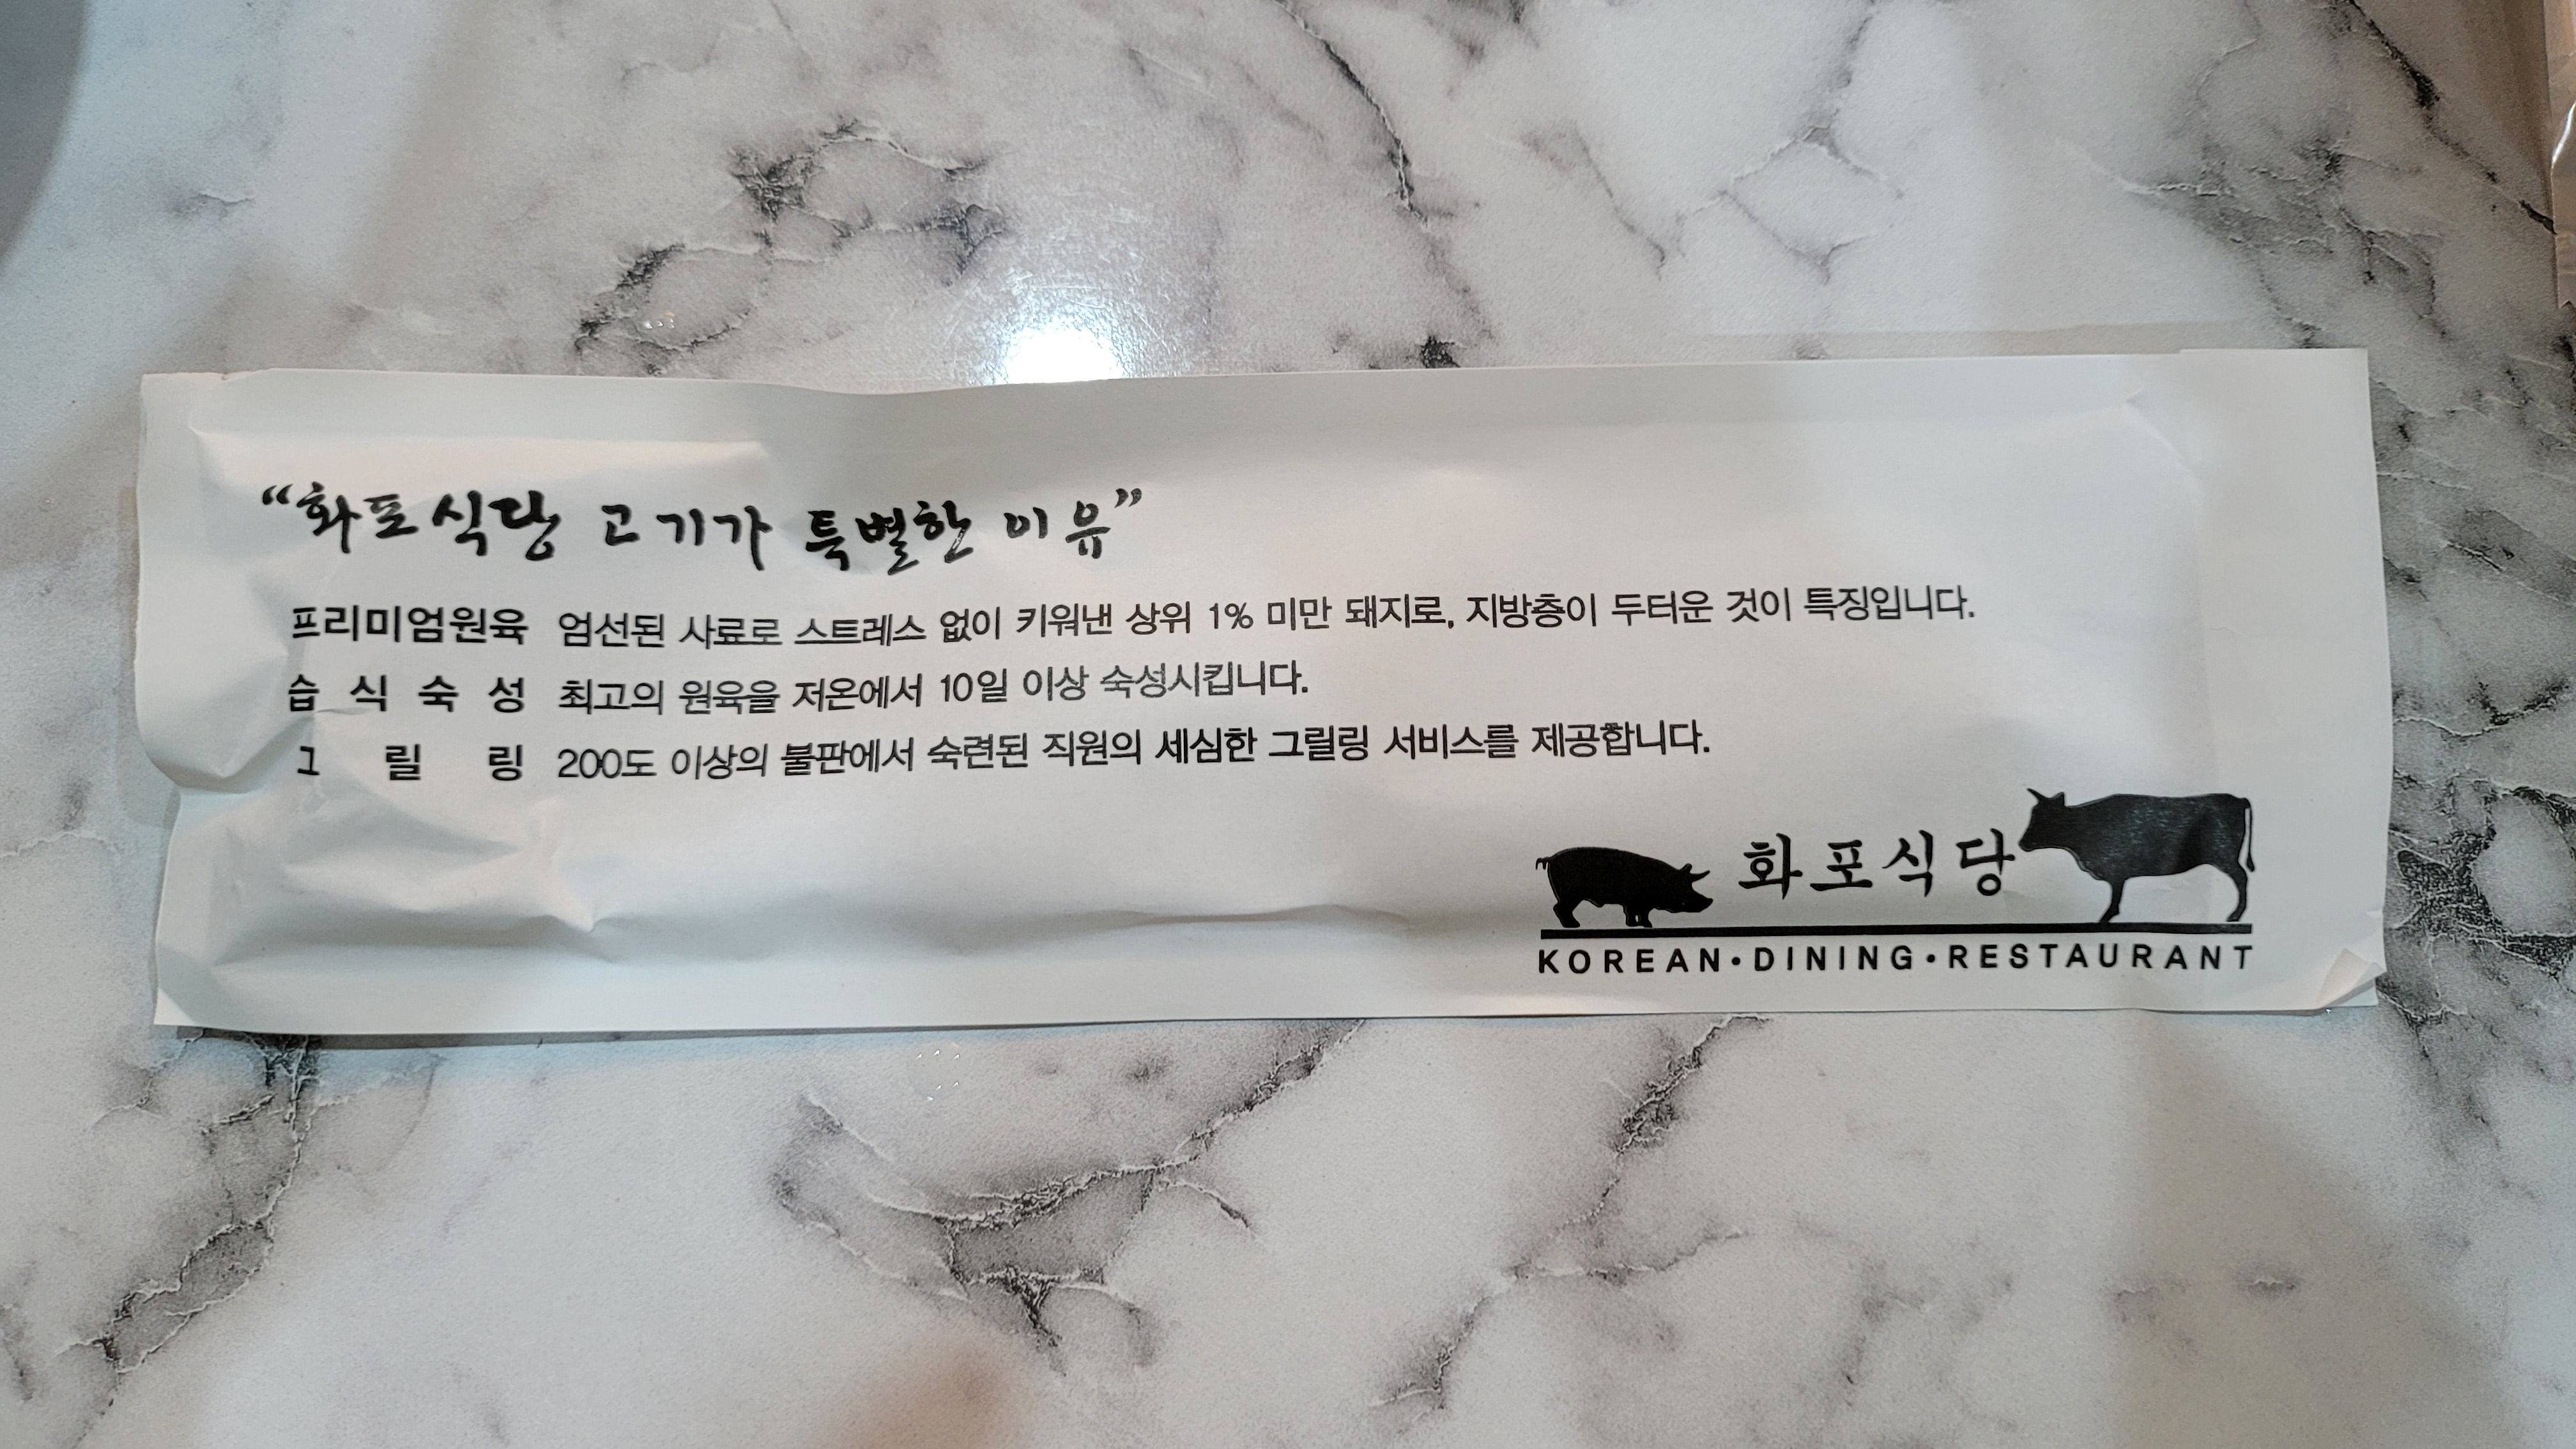 “화포식당 고기가 특별한 이유”
프리미엄원육 엄선된 사료로 스트레스 없이 키워낸 상위 1% 미만 돼지로, 지방층이 두터운 것이 특징입니다.
습 식 숙 성 최고의 원육을 저온에서 10일 이상 숙성시킵니다.
그 릴 링 200도 이상의 불판에서 숙련된 직원의 세심한 그릴링 서비스를 제공합니다.
화포식당
KOREAN•DINING•RESTAURANT